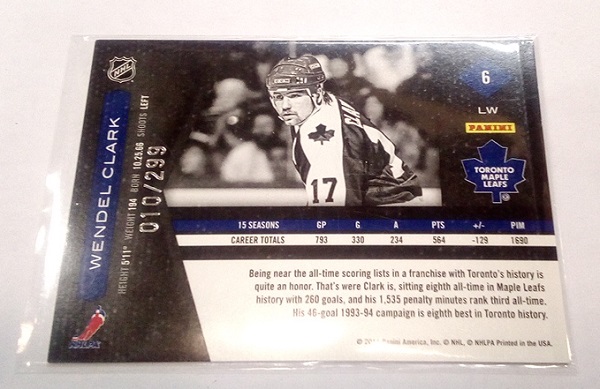 NHL
6
LW
PANINI
TORONTO
MAPLE
LEAFS
CLA
17
WENDEL CLARK
HEIGHT 5'11" WEIGHT 194 BORN 10.25.66 SHOOTS LEFT
010/299
15 SEASONS GP G A PTS +/- PIM
CAREER TOTALS 793 330 234 564 -129 1690
Being near the all-time scoring lists in a franchise with Toronto's history is
quite an honor. That's were Clark is, sitting eighth all-time in Maple Leafs
history with 260 goals, and his 1,535 penalty minutes rank third all-time.
His 46-goal 1993-94 campaign is eighth best in Toronto history.
NHLPA
© Panini America, Inc. © NHL, © NHLPA Printed in the USA.